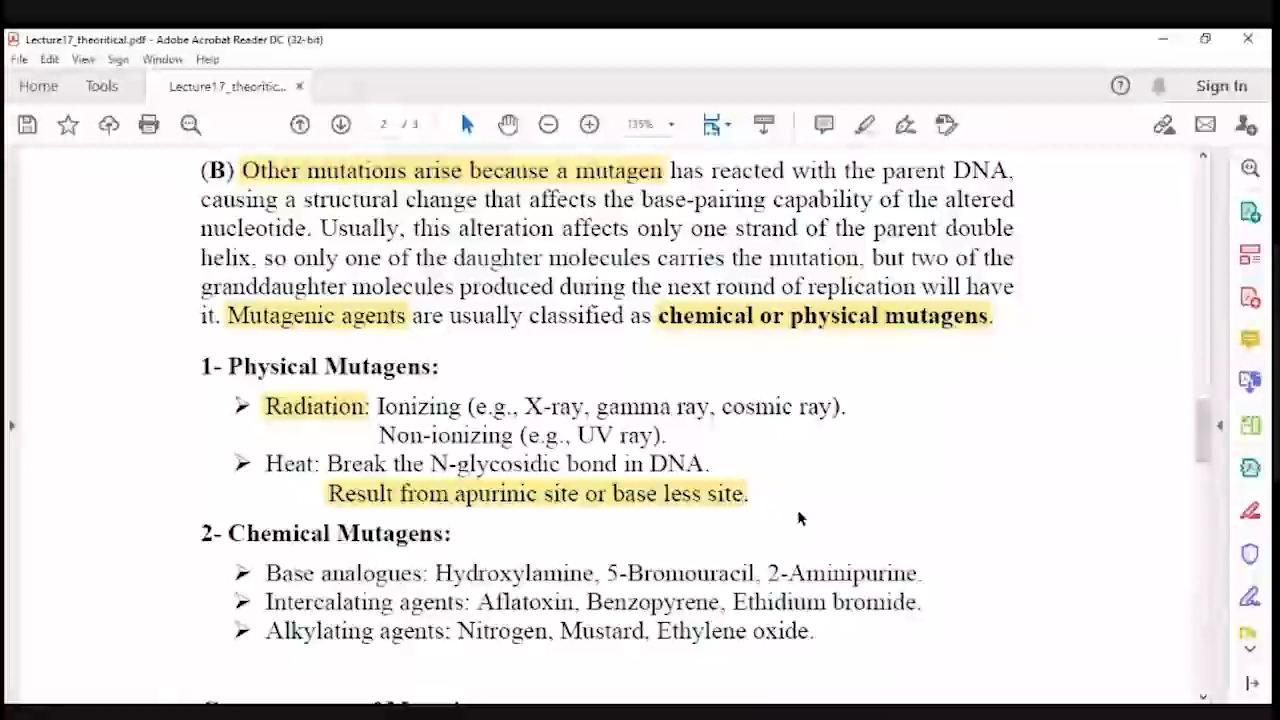 Lecture17_theoritical.pdf - Adobe Acrobat Reader DC (32-bit)
File Edit View Sign Window Help
Home Tools Lecture17_theoritic... Sign In
2 / 3 135%
(B) Other mutations arise because a mutagen has reacted with the parent DNA,
causing a structural change that affects the base-pairing capability of the altered
nucleotide. Usually, this alteration affects only one strand of the parent double
helix, so only one of the daughter molecules carries the mutation, but two of the
granddaughter molecules produced during the next round of replication will have
it. Mutagenic agents are usually classified as chemical or physical mutagens.
1- Physical Mutagens:
➢ Radiation: Ionizing (e.g., X-ray, gamma ray, cosmic ray).
Non-ionizing (e.g., UV ray).
➢ Heat: Break the N-glycosidic bond in DNA.
Result from apurinic site or base less site.
2- Chemical Mutagens:
➢ Base analogues: Hydroxylamine, 5-Bromouracil, 2-Aminipurine.
➢ Intercalating agents: Aflatoxin, Benzopyrene, Ethidium bromide.
➢ Alkylating agents: Nitrogen, Mustard, Ethylene oxide.